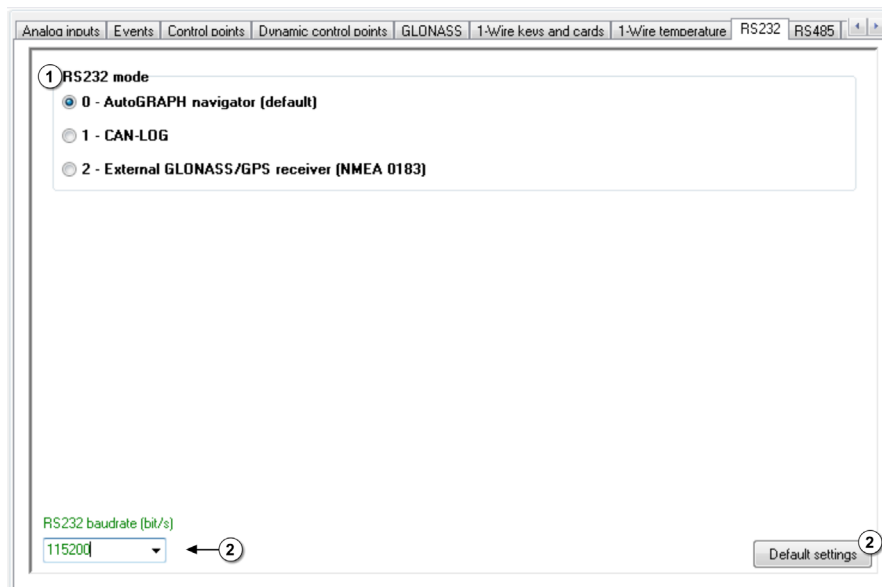 Analog inputs Events Control points Dynamic control points GLONASS 1-Wire keys and cards 1-Wire temperature RS232 RS485
1 RS232 mode
0 - AutoGRAPH navigator (default)
1 - CAN-LOG
2 - External GLONASS/GPS receiver (NMEA 0183)
RS232 baudrate (bit/s)
115200 2
2
Default settings